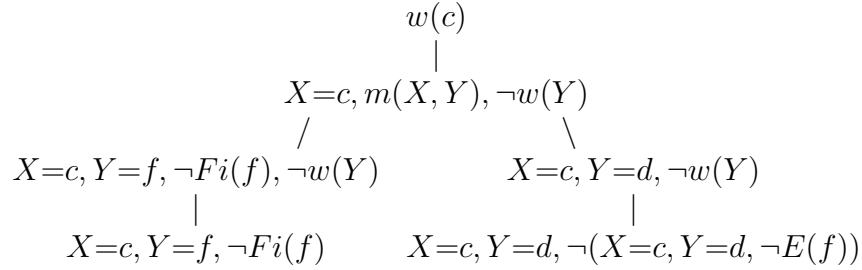 w(c)
X=c, m(X, Y), ¬w(Y)
X=c, Y=f, ¬Fi(f), ¬w(Y) X=c, Y=d, ¬w(Y)
X=c, Y=f, ¬Fi(f) X=c, Y=d, ¬(X=c, Y=d, ¬E(f))